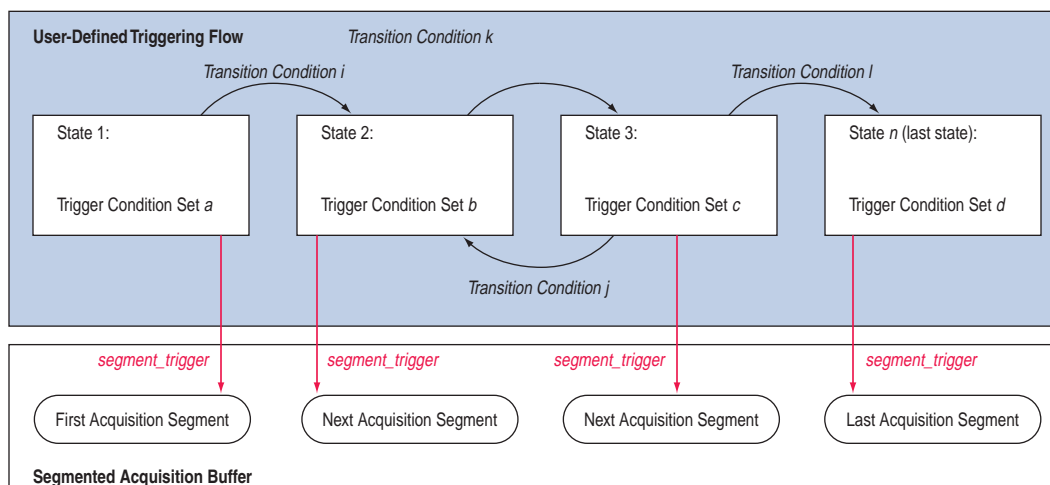 User-Defined Triggering Flow
Transition Condition k
Transition Condition i
Transition Condition l
State 1:
Trigger Condition Set a
State 2:
Trigger Condition Set b
State 3:
Trigger Condition Set c
State n (last state):
Trigger Condition Set d
Transition Condition j
segment_trigger
segment_trigger
segment_trigger
segment_trigger
First Acquisition Segment
Next Acquisition Segment
Next Acquisition Segment
Last Acquisition Segment
Segmented Acquisition Buffer